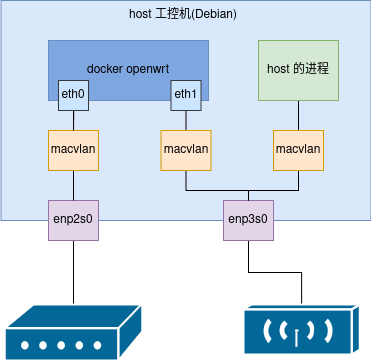 host 工控机(Debian)
docker openwrt
host 的进程
eth0
eth1
macvlan
macvlan
macvlan
enp2s0
enp3s0